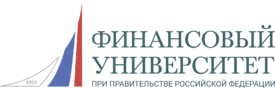 ФИНАНСОВЫЙ
УНИВЕРСИТЕТ
ПРИ ПРАВИТЕЛЬСТВЕ РОССИЙСКОЙ ФЕДЕРАЦИИ
1919